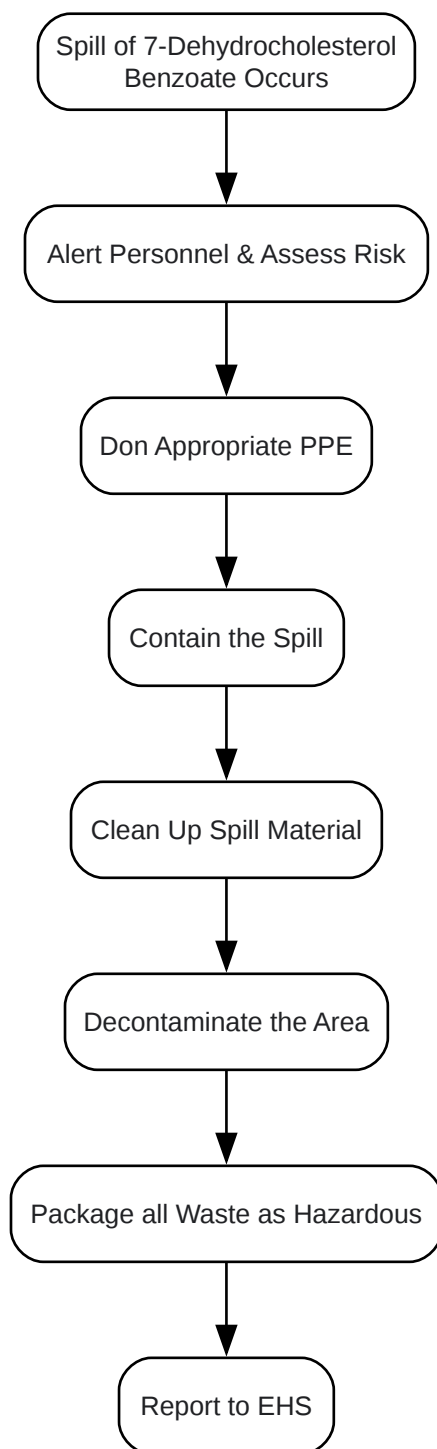 Spill of 7-Dehydrocholesterol
Benzoate Occurs
Alert Personnel & Assess Risk
Don Appropriate PPE
Contain the Spill
Clean Up Spill Material
Decontaminate the Area
Package all Waste as Hazardous
Report to EHS